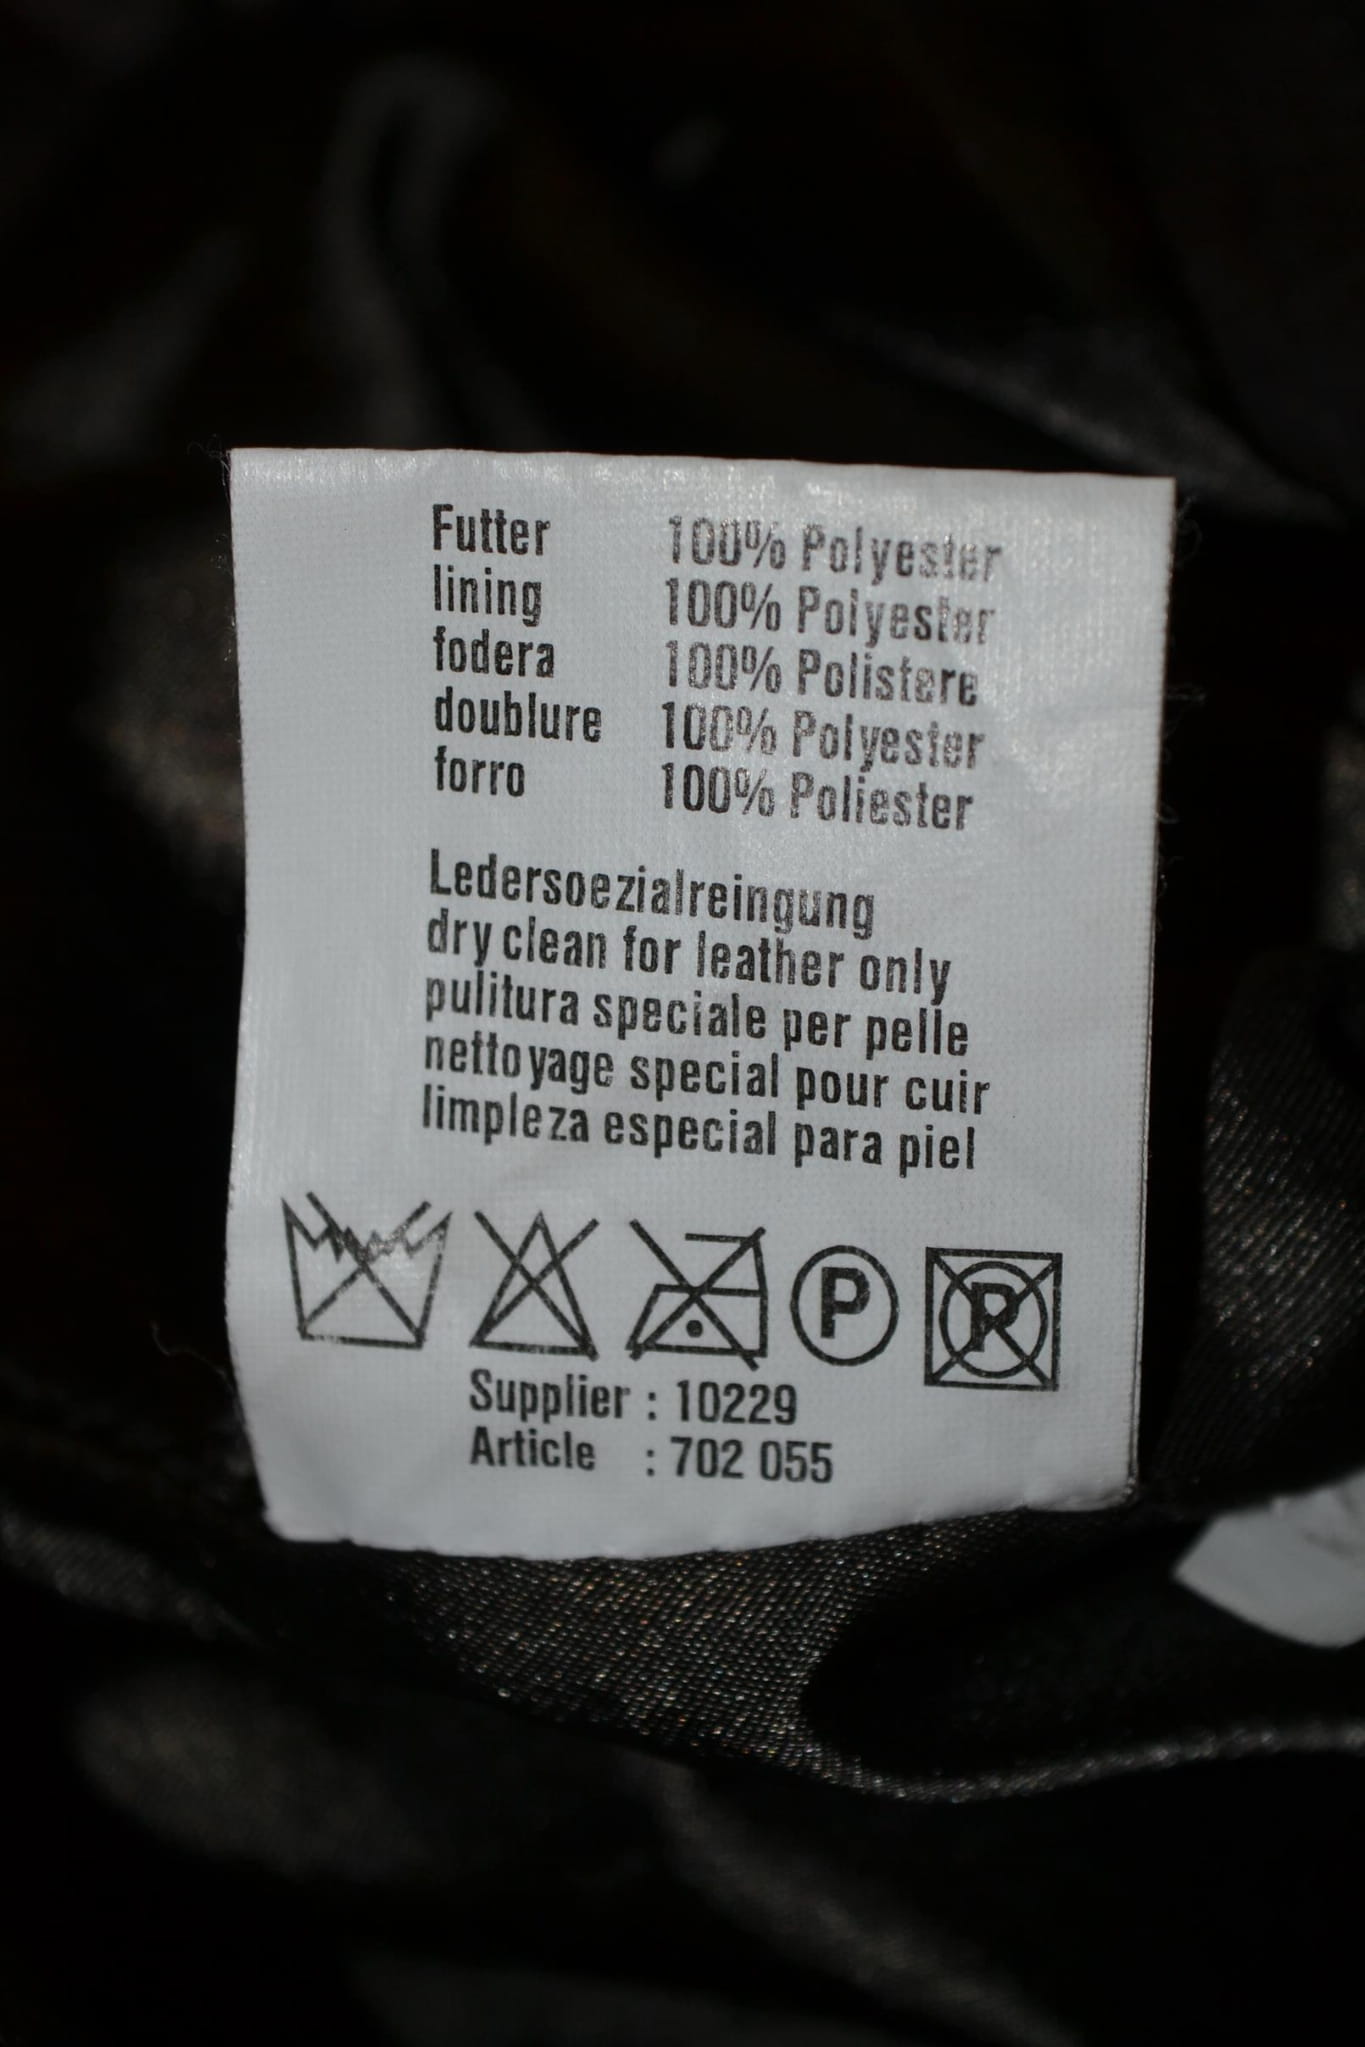 Futter 100% Polyester
lining 100% Polyester
fodera 100% Polistere
doublure 100% Polyester
forro 100% Poliester
Ledersoezialreingung
dry clean for leather only
pulitura speciale per pelle
nettoyage special pour cuir
limpleza especial para piel
P R
Supplier : 10229
Article : 702 055